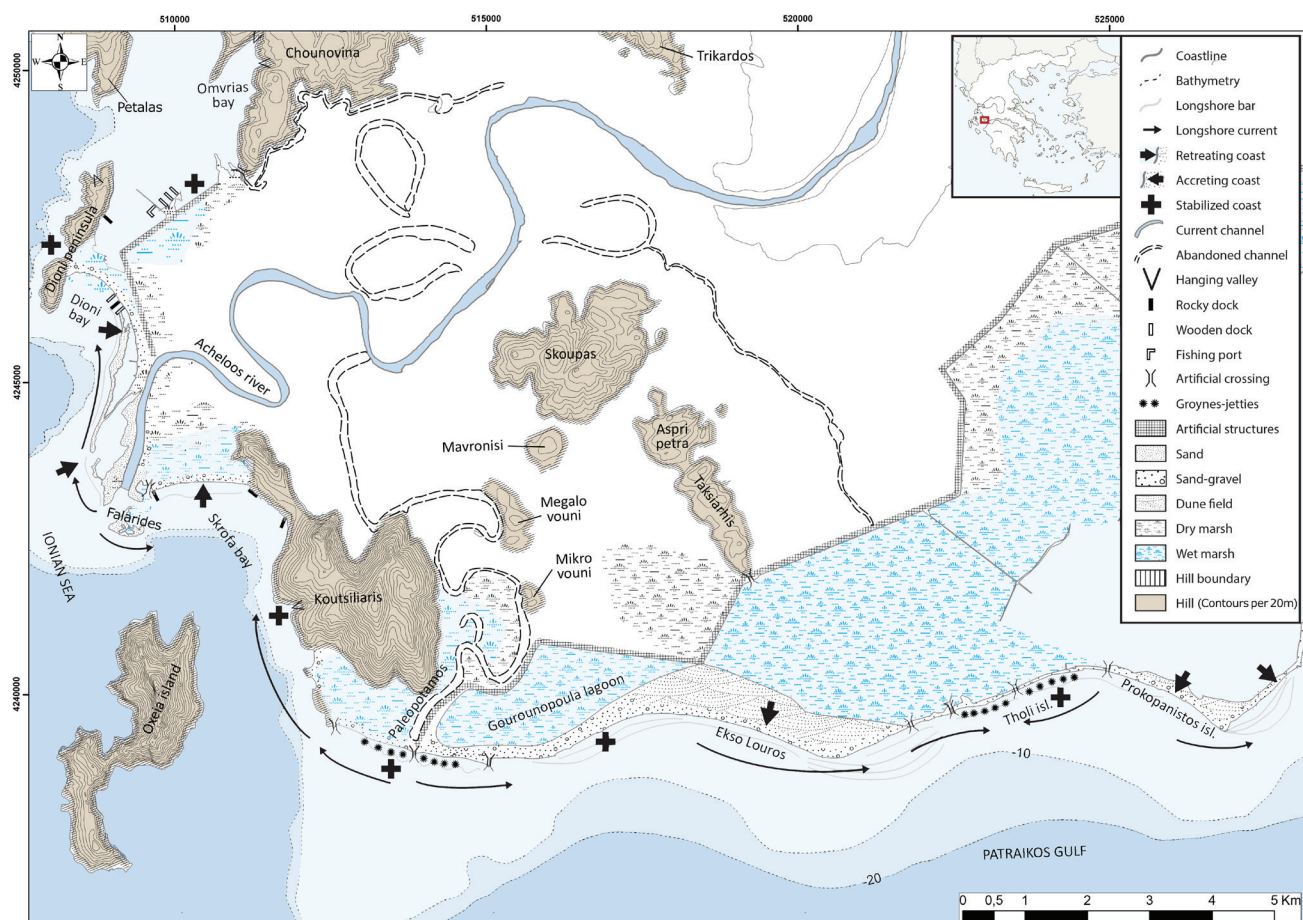 510000
515000
520000
525000
4250000
4245000
4240000
N
W
E
S
Petalas
Omvrias
bay
Chounovina
Trikardos
Dioni peninsula
Dioni
bay
Acheloos river
Skoupas
Mavronisi
Aspri
petra
Taksiarhis
Megalo
vouni
Mikro
vouni
Falarides
Skrofa bay
IONIAN SEA
Koutsiliaris
Oxeia island
Paleopotamos
Gourounopoula lagoon
Ekso Louros
Tholi isl.
Prokopanistos isl.
-10
-20
PATRAIKOS GULF
Coastline
Bathymetry
Longshore bar
Longshore current
Retreating coast
Accreting coast
Stabilized coast
Current channel
Abandoned channel
Hanging valley
Rocky dock
Wooden dock
Fishing port
Artificial crossing
Groynes-jetties
Artificial structures
Sand
Sand-gravel
Dune field
Dry marsh
Wet marsh
Hill boundary
Hill (Contours per 20m)
0 0,5 1 2 3 4 5 Km